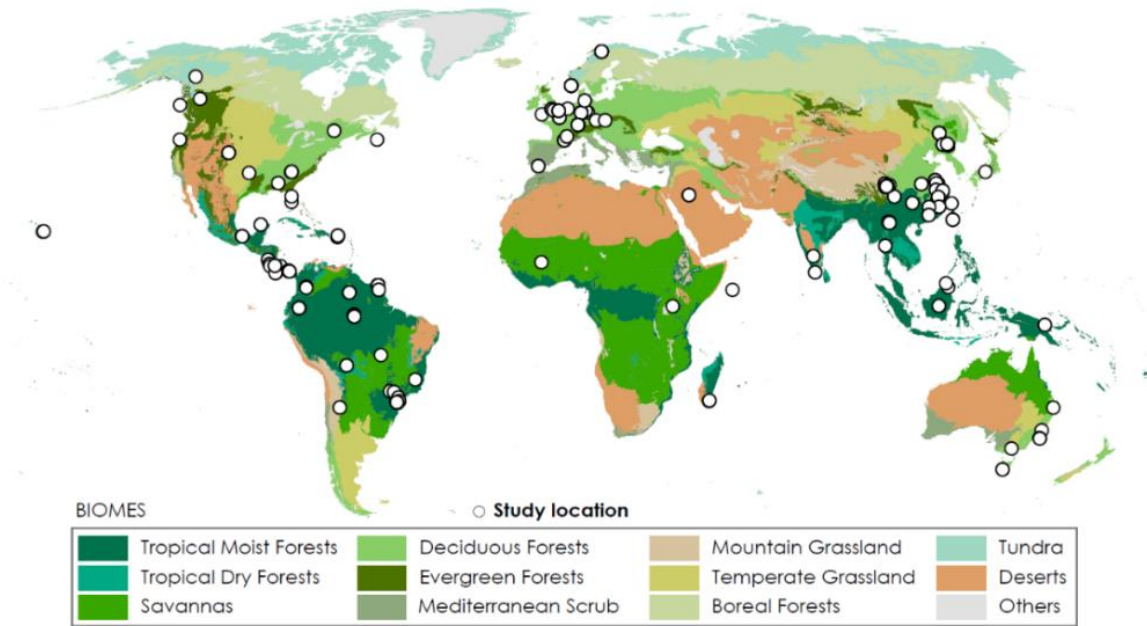 BIOMES
Study location
Tropical Moist Forests
Deciduous Forests
Mountain Grassland
Tundra
Tropical Dry Forests
Evergreen Forests
Temperate Grassland
Deserts
Savannas
Mediterranean Scrub
Boreal Forests
Others